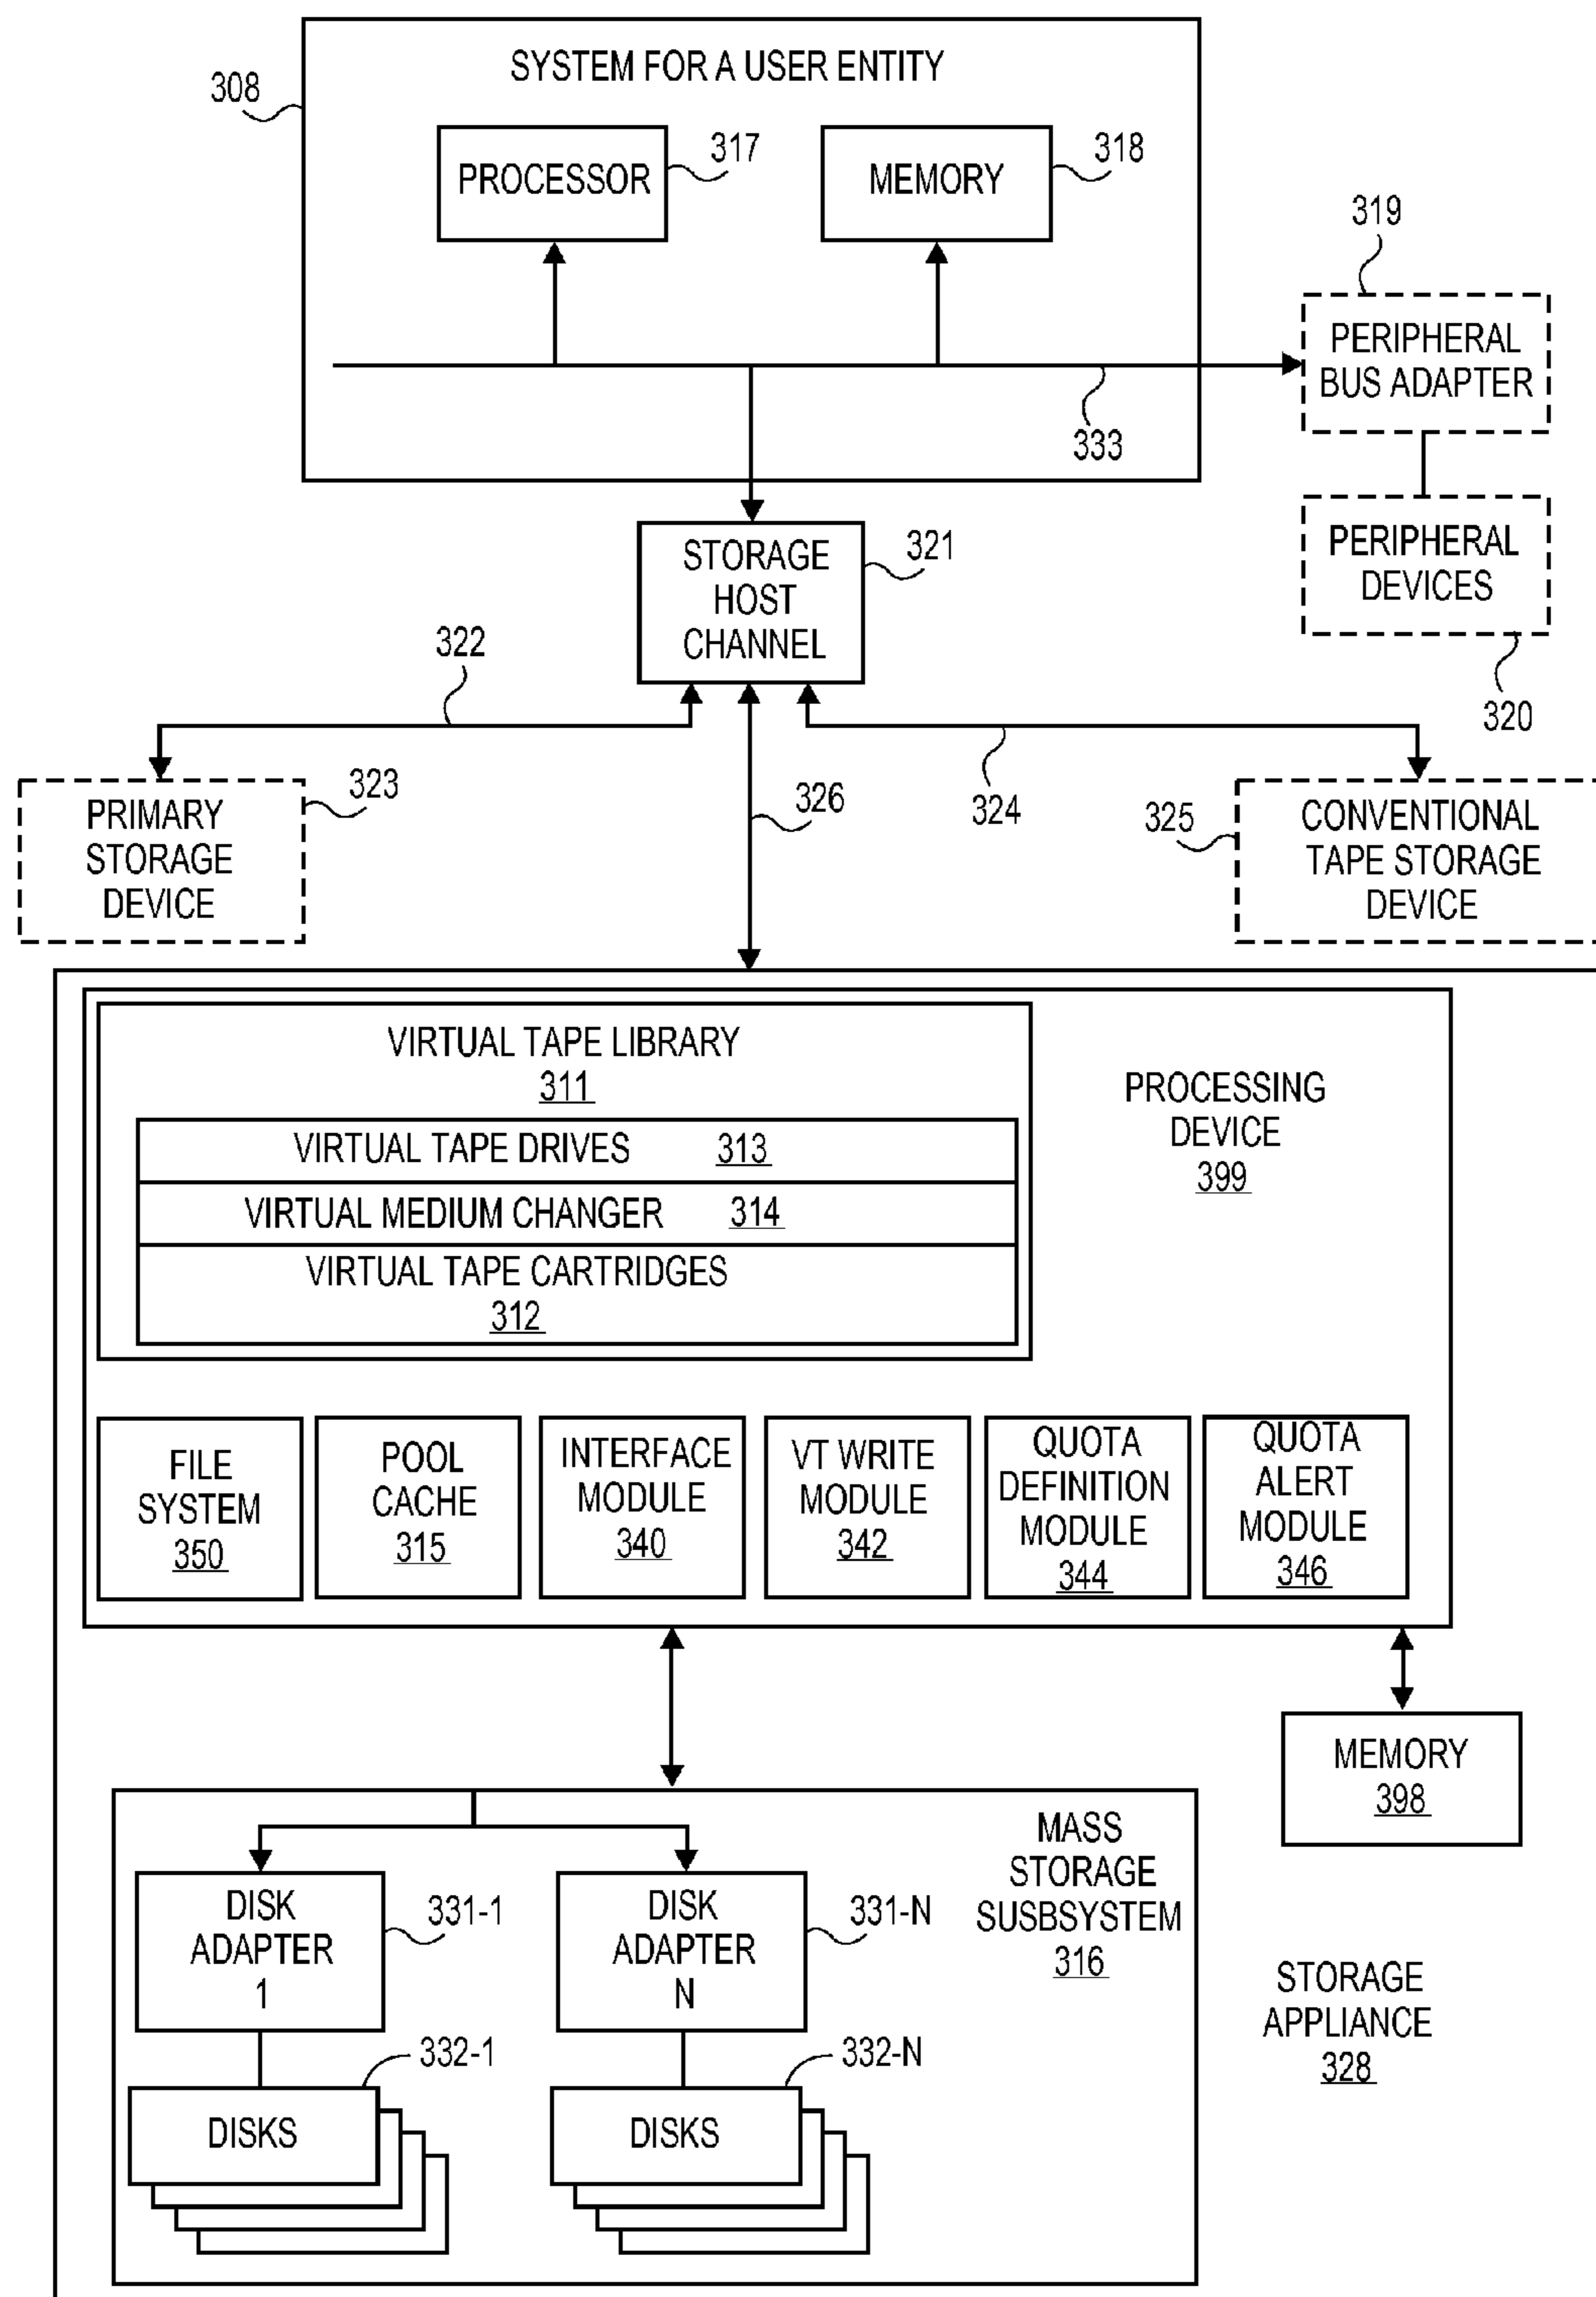 SYSTEM FOR A USER ENTITY
308
PROCESSOR
317
MEMORY
318
319
PERIPHERAL
BUS ADAPTER
333
STORAGE
HOST
CHANNEL
321
PERIPHERAL
DEVICES
320
322
326
324
PRIMARY
STORAGE
DEVICE
323
325
CONVENTIONAL
TAPE STORAGE
DEVICE
VIRTUAL TAPE LIBRARY
311
VIRTUAL TAPE DRIVES 313
VIRTUAL MEDIUM CHANGER 314
VIRTUAL TAPE CARTRIDGES
312
PROCESSING
DEVICE
399
FILE
SYSTEM
350
POOL
CACHE
315
INTERFACE
MODULE
340
VT WRITE
MODULE
342
QUOTA
DEFINITION
MODULE
344
QUOTA
ALERT
MODULE
346
MEMORY
398
MASS
STORAGE
SUSBSYSTEM
316
DISK
ADAPTER
1
331-1
DISK
ADAPTER
N
331-N
332-1
DISKS
332-N
DISKS
STORAGE
APPLIANCE
328